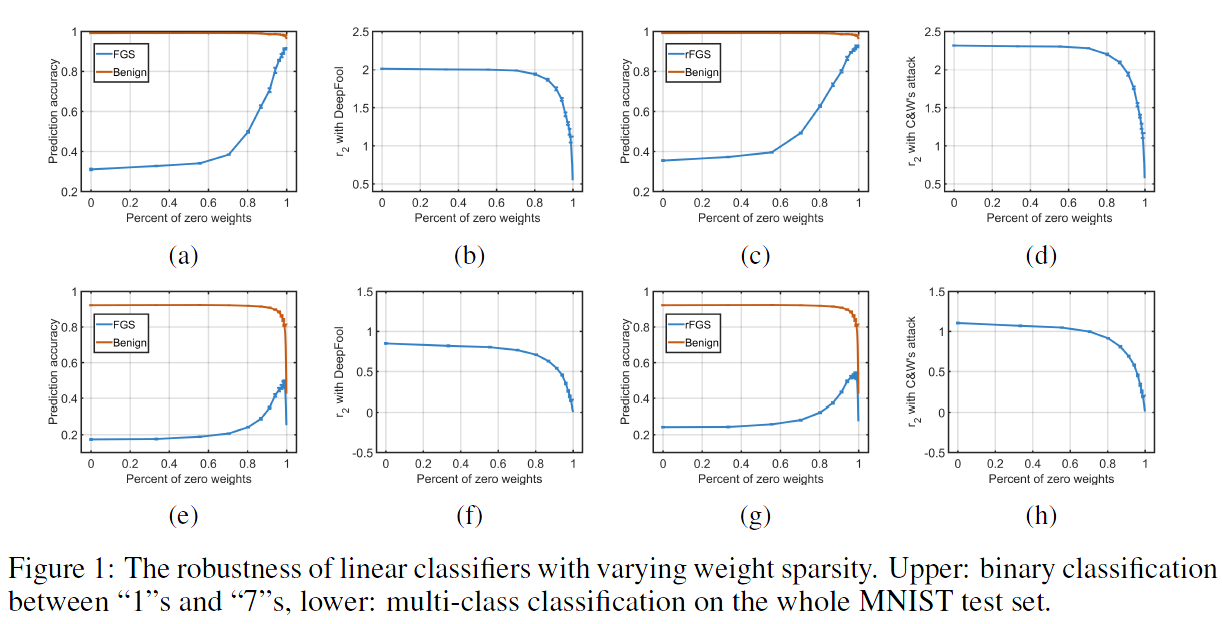 1
0.8
0.6
0.4
0.2
0 0.2 0.4 0.6 0.8 1
Prediction accuracy
Percent of zero weights
FGS
Benign
(a)
2.5
2
1.5
1
0.5
0 0.2 0.4 0.6 0.8 1
r2 with DeepFool
Percent of zero weights
(b)
1
0.8
0.6
0.4
0.2
0 0.2 0.4 0.6 0.8 1
Prediction accuracy
Percent of zero weights
rFGS
Benign
(c)
2.5
2
1.5
1
0.5
0 0.2 0.4 0.6 0.8 1
r2 with C&W's attack
Percent of zero weights
(d)
1
0.8
0.6
0.4
0.2
0 0.2 0.4 0.6 0.8 1
Prediction accuracy
Percent of zero weights
FGS
Benign
(e)
1.5
1
0.5
0
-0.5
0 0.2 0.4 0.6 0.8 1
r2 with DeepFool
Percent of zero weights
(f)
1
0.8
0.6
0.4
0.2
0 0.2 0.4 0.6 0.8 1
Prediction accuracy
Percent of zero weights
rFGS
Benign
(g)
1.5
1
0.5
0
-0.5
0 0.2 0.4 0.6 0.8 1
r2 with C&W's attack
Percent of zero weights
(h)
Figure 1: The robustness of linear classifiers with varying weight sparsity. Upper: binary classification
between “1”s and “7”s, lower: multi-class classification on the whole MNIST test set.